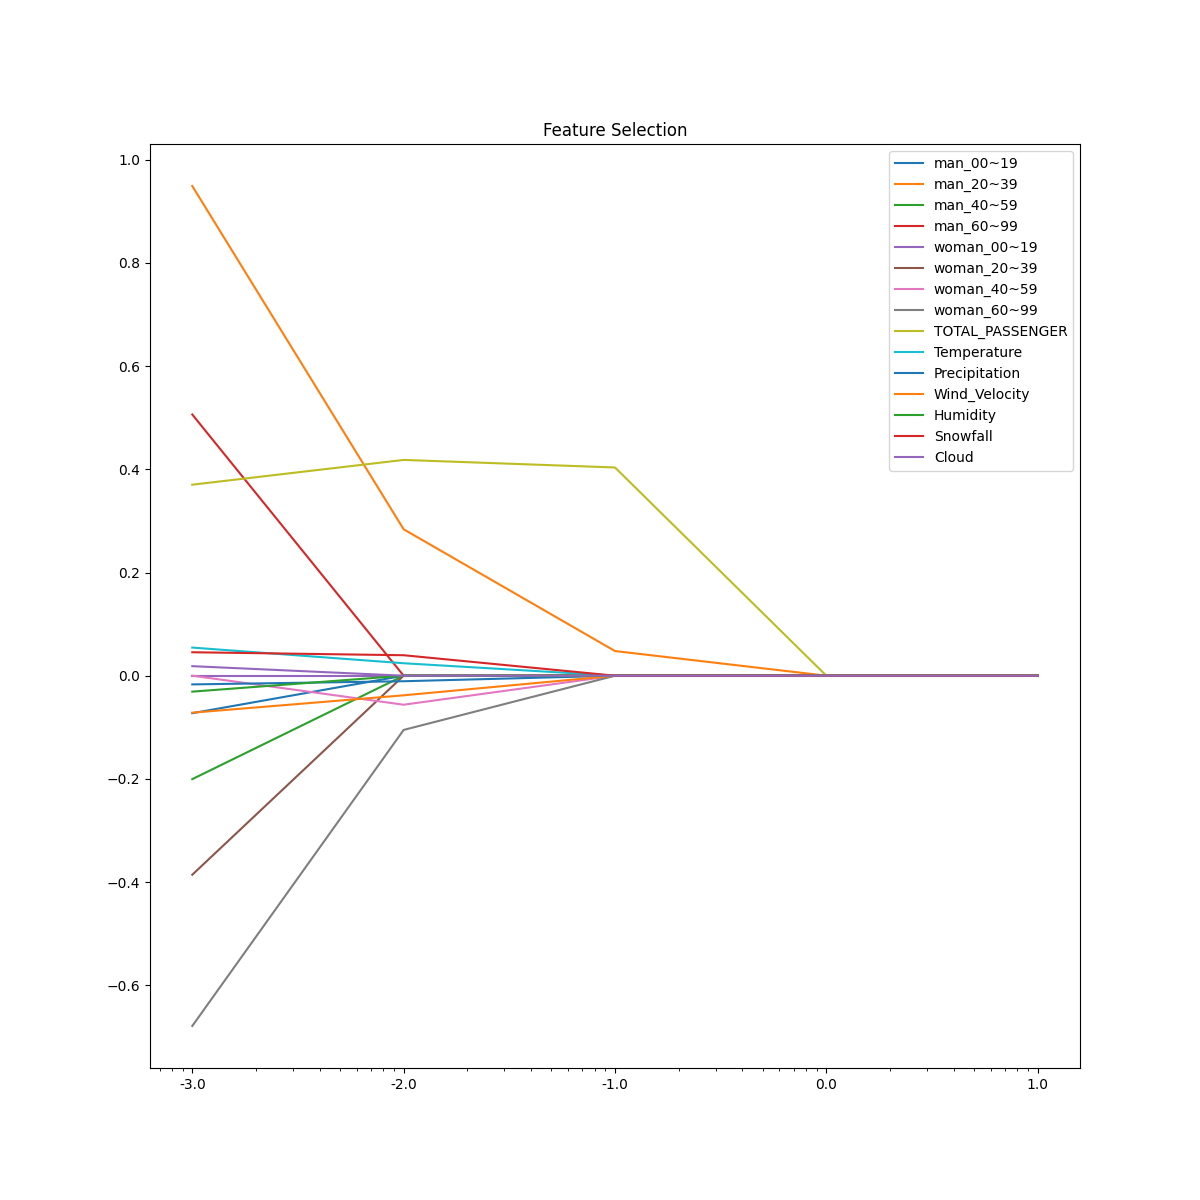 Feature Selection
1.0
0.8
0.6
0.4
0.2
0.0
−0.2
−0.4
−0.6
man_00~19
man_20~39
man_40~59
man_60~99
woman_00~19
woman_20~39
woman_40~59
woman_60~99
TOTAL_PASSENGER
Temperature
Precipitation
Wind_Velocity
Humidity
Snowfall
Cloud
-3.0 -2.0 -1.0 0.0 1.0